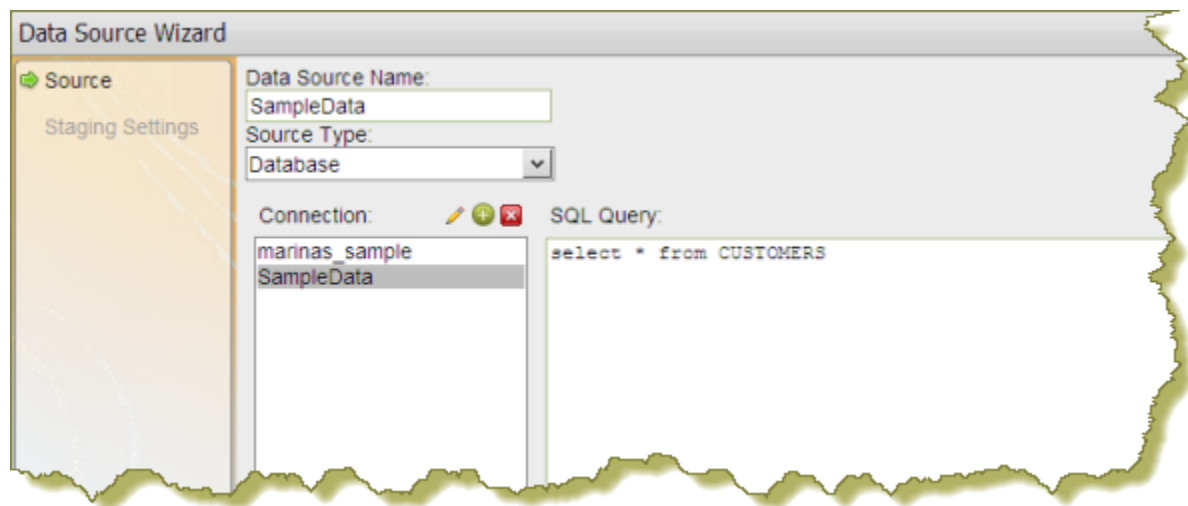 Data Source Wizard
Source
Staging Settings
Data Source Name:
SampleData
Source Type:
Database
Connection:
marinas_sample
SampleData
SQL Query:
select * from CUSTOMERS